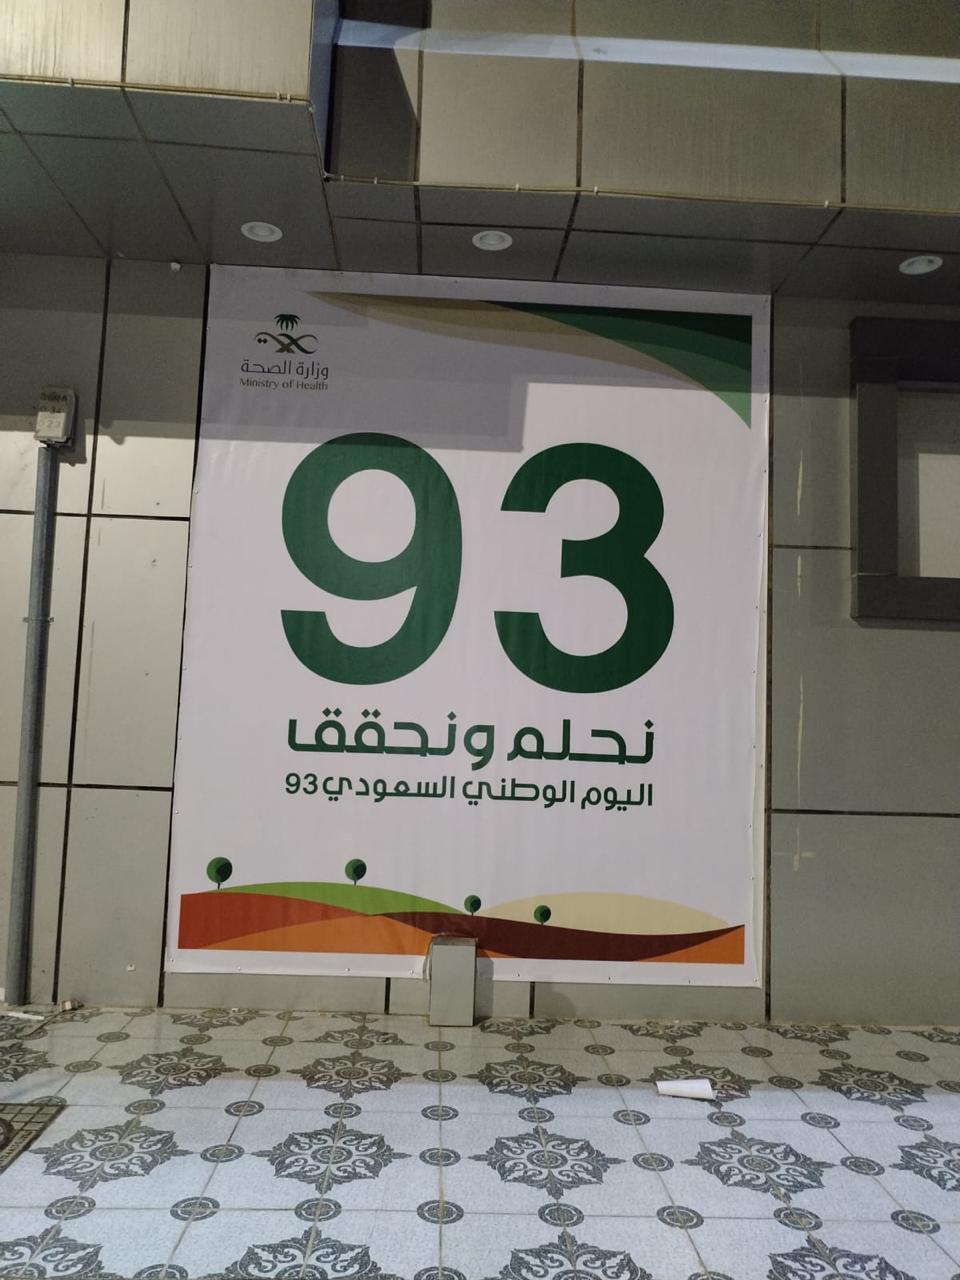 وزارة الصحة
Ministry of Health
93
نحلم ونحقق
اليوم الوطني السعودي 93